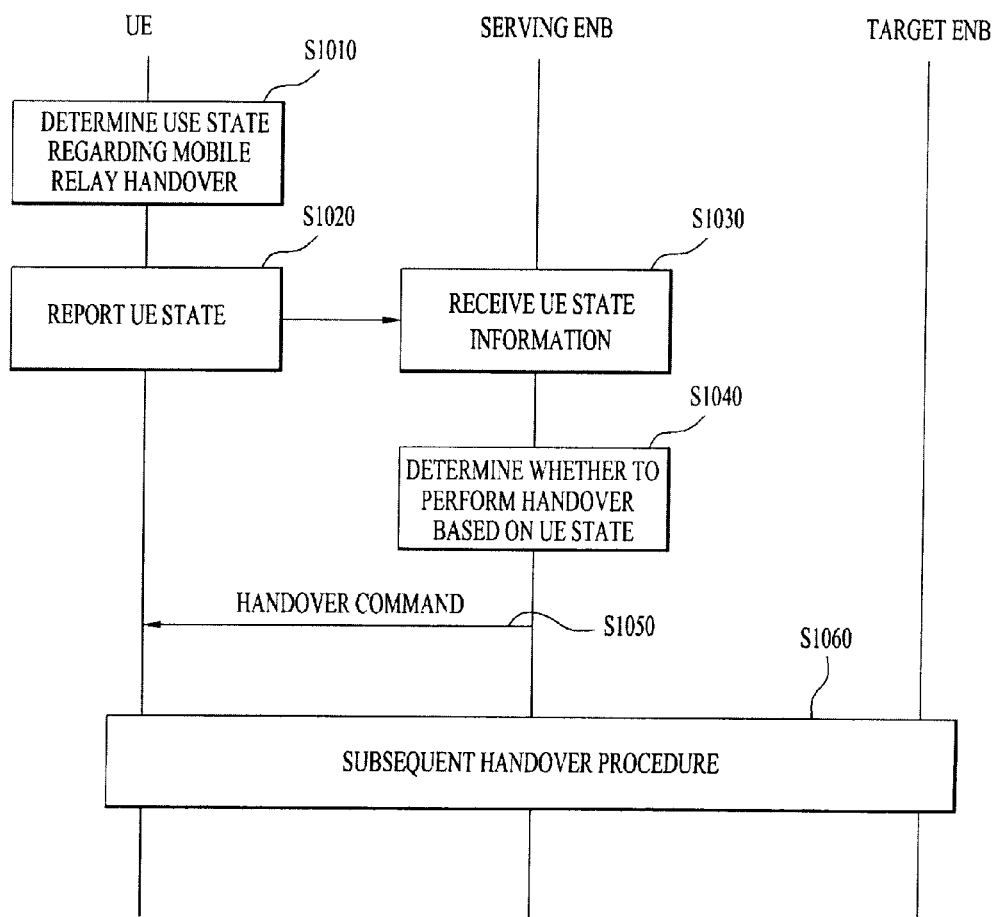 UE
SERVING ENB
TARGET ENB
S1010
DETERMINE USE STATE
REGARDING MOBILE
RELAY HANDOVER
S1020
S1030
REPORT UE STATE
RECEIVE UE STATE
INFORMATION
S1040
DETERMINE WHETHER TO
PERFORM HANDOVER
BASED ON UE STATE
HANDOVER COMMAND
S1050
S1060
SUBSEQUENT HANDOVER PROCEDURE